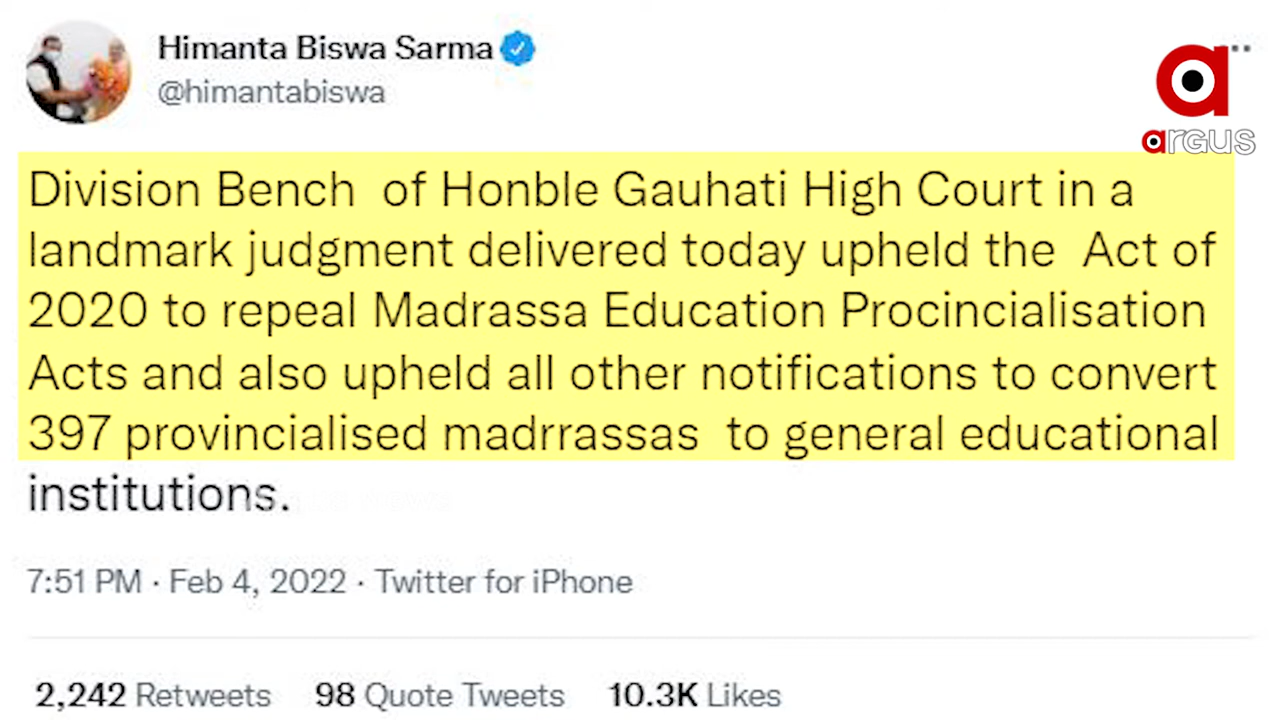 Himanta Biswa Sarma
@himantabiswa
argus
Division Bench of Honble Gauhati High Court in a
landmark judgment delivered today upheld the Act of
2020 to repeal Madrassa Education Procincialisation
Acts and also upheld all other notifications to convert
397 provincialised madrrassas to general educational
institutions.
7:51 PM · Feb 4, 2022 · Twitter for iPhone
2,242 Retweets 98 Quote Tweets 10.3K Likes